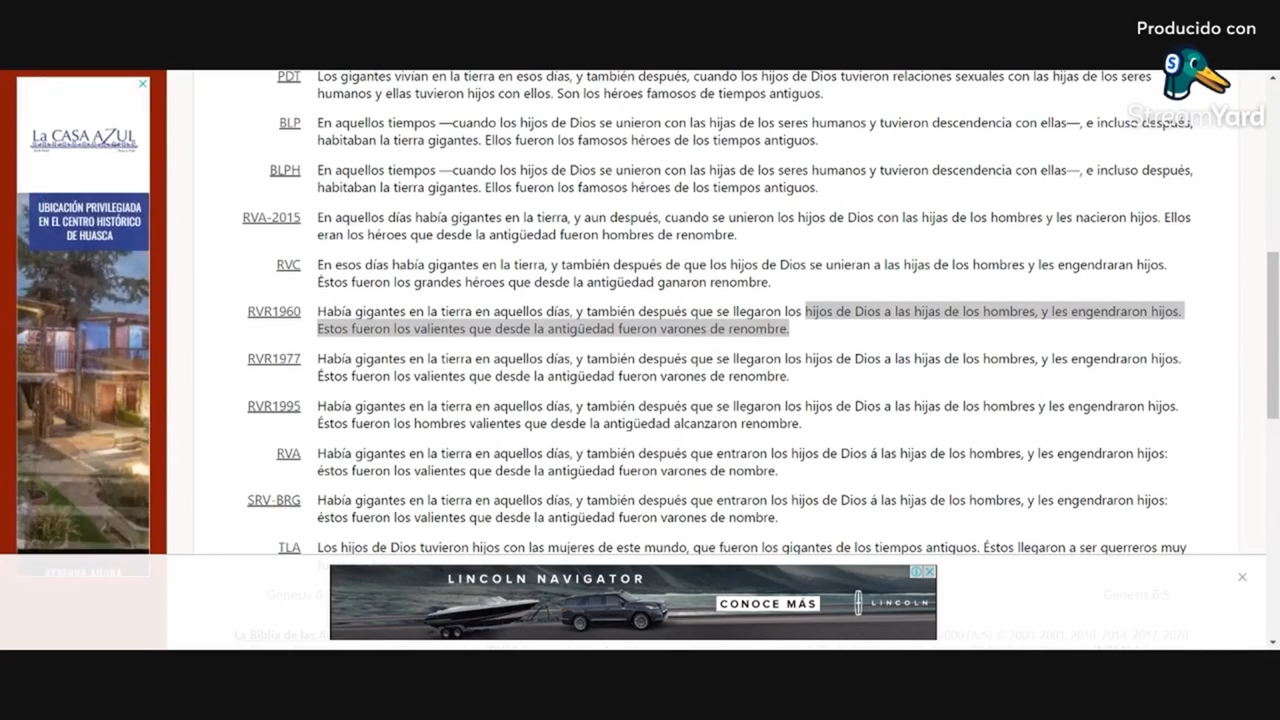 Producido con
StreamYard
La CASA AZUL
UBICACIÓN PRIVILEGIADA
EN EL CENTRO HISTÓRICO
DE HUASCA
RESERVA AHORA
PDT Los gigantes vivían en la tierra en esos días, y también después, cuando los hijos de Dios tuvieron relaciones sexuales con las hijas de los seres
humanos y ellas tuvieron hijos con ellos. Son los héroes famosos de tiempos antiguos.
BLP En aquellos tiempos —cuando los hijos de Dios se unieron con las hijas de los seres humanos y tuvieron descendencia con ellas—, e incluso después,
habitaban la tierra gigantes. Ellos fueron los famosos héroes de los tiempos antiguos.
BLPH En aquellos tiempos —cuando los hijos de Dios se unieron con las hijas de los seres humanos y tuvieron descendencia con ellas—, e incluso después,
habitaban la tierra gigantes. Ellos fueron los famosos héroes de los tiempos antiguos.
RVA-2015 En aquellos días había gigantes en la tierra, y aun después, cuando se unieron los hijos de Dios con las hijas de los hombres y les nacieron hijos. Ellos
eran los héroes que desde la antigüedad fueron hombres de renombre.
RVC En esos días había gigantes en la tierra, y también después de que los hijos de Dios se unieran a las hijas de los hombres y les engendraran hijos.
Éstos fueron los grandes héroes que desde la antigüedad ganaron renombre.
RVR1960 Había gigantes en la tierra en aquellos días, y también después que se llegaron los hijos de Dios a las hijas de los hombres, y les engendraron hijos.
Estos fueron los valientes que desde la antigüedad fueron varones de renombre.
RVR1977 Había gigantes en la tierra en aquellos días, y también después que se llegaron los hijos de Dios a las hijas de los hombres, y les engendraron hijos.
Éstos fueron los valientes que desde la antigüedad fueron varones de renombre.
RVR1995 Había gigantes en la tierra en aquellos días, y también después que se llegaron los hijos de Dios a las hijas de los hombres y les engendraron hijos.
Éstos fueron los hombres valientes que desde la antigüedad alcanzaron renombre.
RVA Había gigantes en la tierra en aquellos días, y también después que entraron los hijos de Dios á las hijas de los hombres, y les engendraron hijos:
éstos fueron los valientes que desde la antigüedad fueron varones de nombre.
SRV-BRG Había gigantes en la tierra en aquellos días, y también después que entraron los hijos de Dios á las hijas de los hombres, y les engendraron hijos:
éstos fueron los valientes que desde la antigüedad fueron varones de nombre.
TLA Los hijos de Dios tuvieron hijos con las mujeres de este mundo, que fueron los gigantes de los tiempos antiguos. Éstos llegaron a ser guerreros muy
Génesis 6:5
LINCOLN NAVIGATOR
CONOCE MÁS
LINCOLN
La Biblia de las